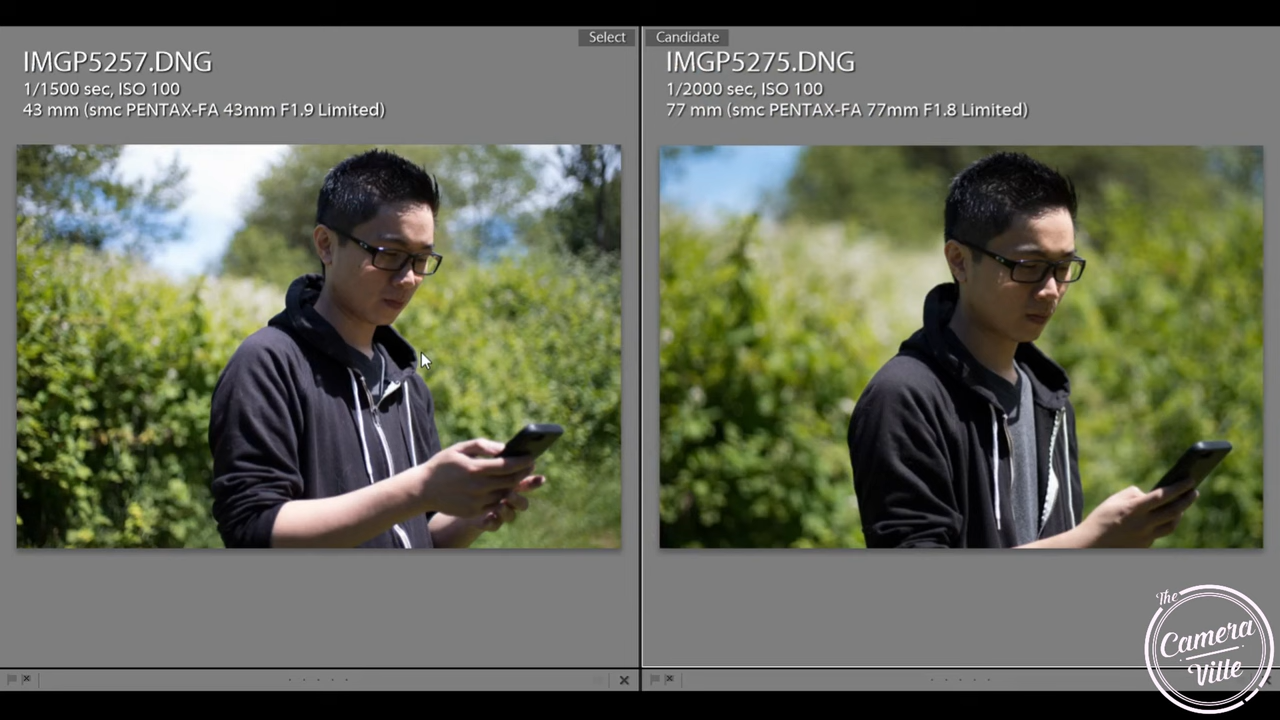 Select
IMGP5257.DNG
1/1500 sec, ISO 100
43 mm (smc PENTAX-FA 43mm F1.9 Limited)
Candidate
IMGP5275.DNG
1/2000 sec, ISO 100
77 mm (smc PENTAX-FA 77mm F1.8 Limited)
The
Camera
Ville